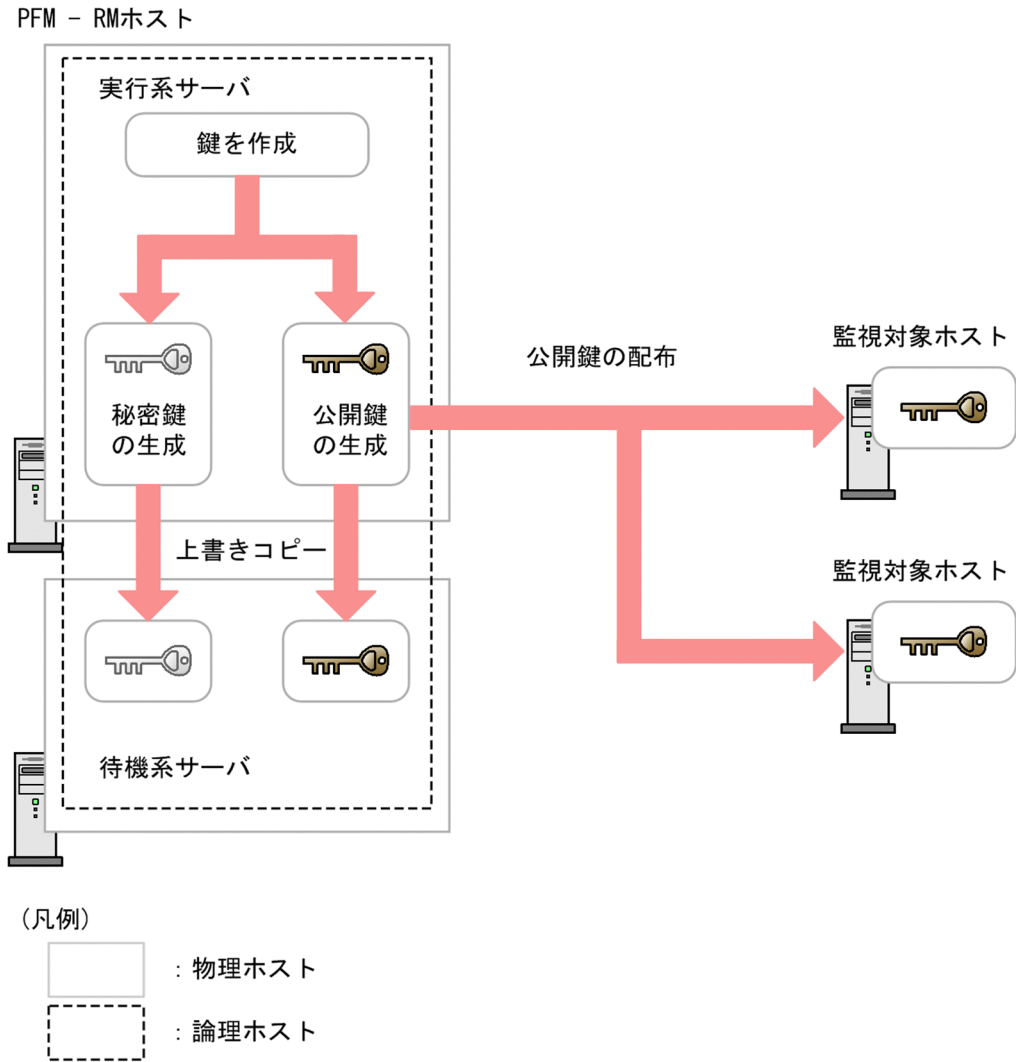 PFM - RMホスト
実行系サーバ
鍵を作成
秘密鍵
の生成
公開鍵
の生成
公開鍵の配布
監視対象ホスト
上書きコピー
監視対象ホスト
待機系サーバ
(凡例)
: 物理ホスト
: 論理ホスト